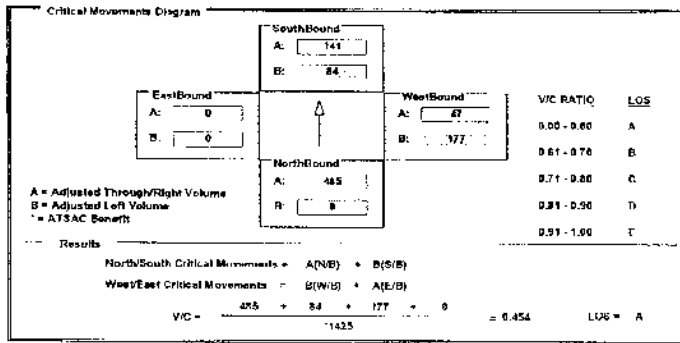 Critical Movements Diagram
SouthBound
A: 141
B: 84
EastBound
A: 0
B: 0
WestBound
A:
B: 177
NorthBound
A: 485
B: 0
V/C RATIO LOS
0.00 - 0.60 A
0.61 - 0.70 B
0.71 - 0.80 C
0.81 - 0.90 D
0.91 - 1.00
A = Adjusted Through/Right Volume
B = Adjusted Left Volume
* = ATSAC Benefit
Results
North/South Critical Movements = A(N/B) + B(S/B)
West/East Critical Movements = B(W/B) + A(E/B)
V/C = 485 + 84 + 177 + 0
1425
= 0.454 LOS = A